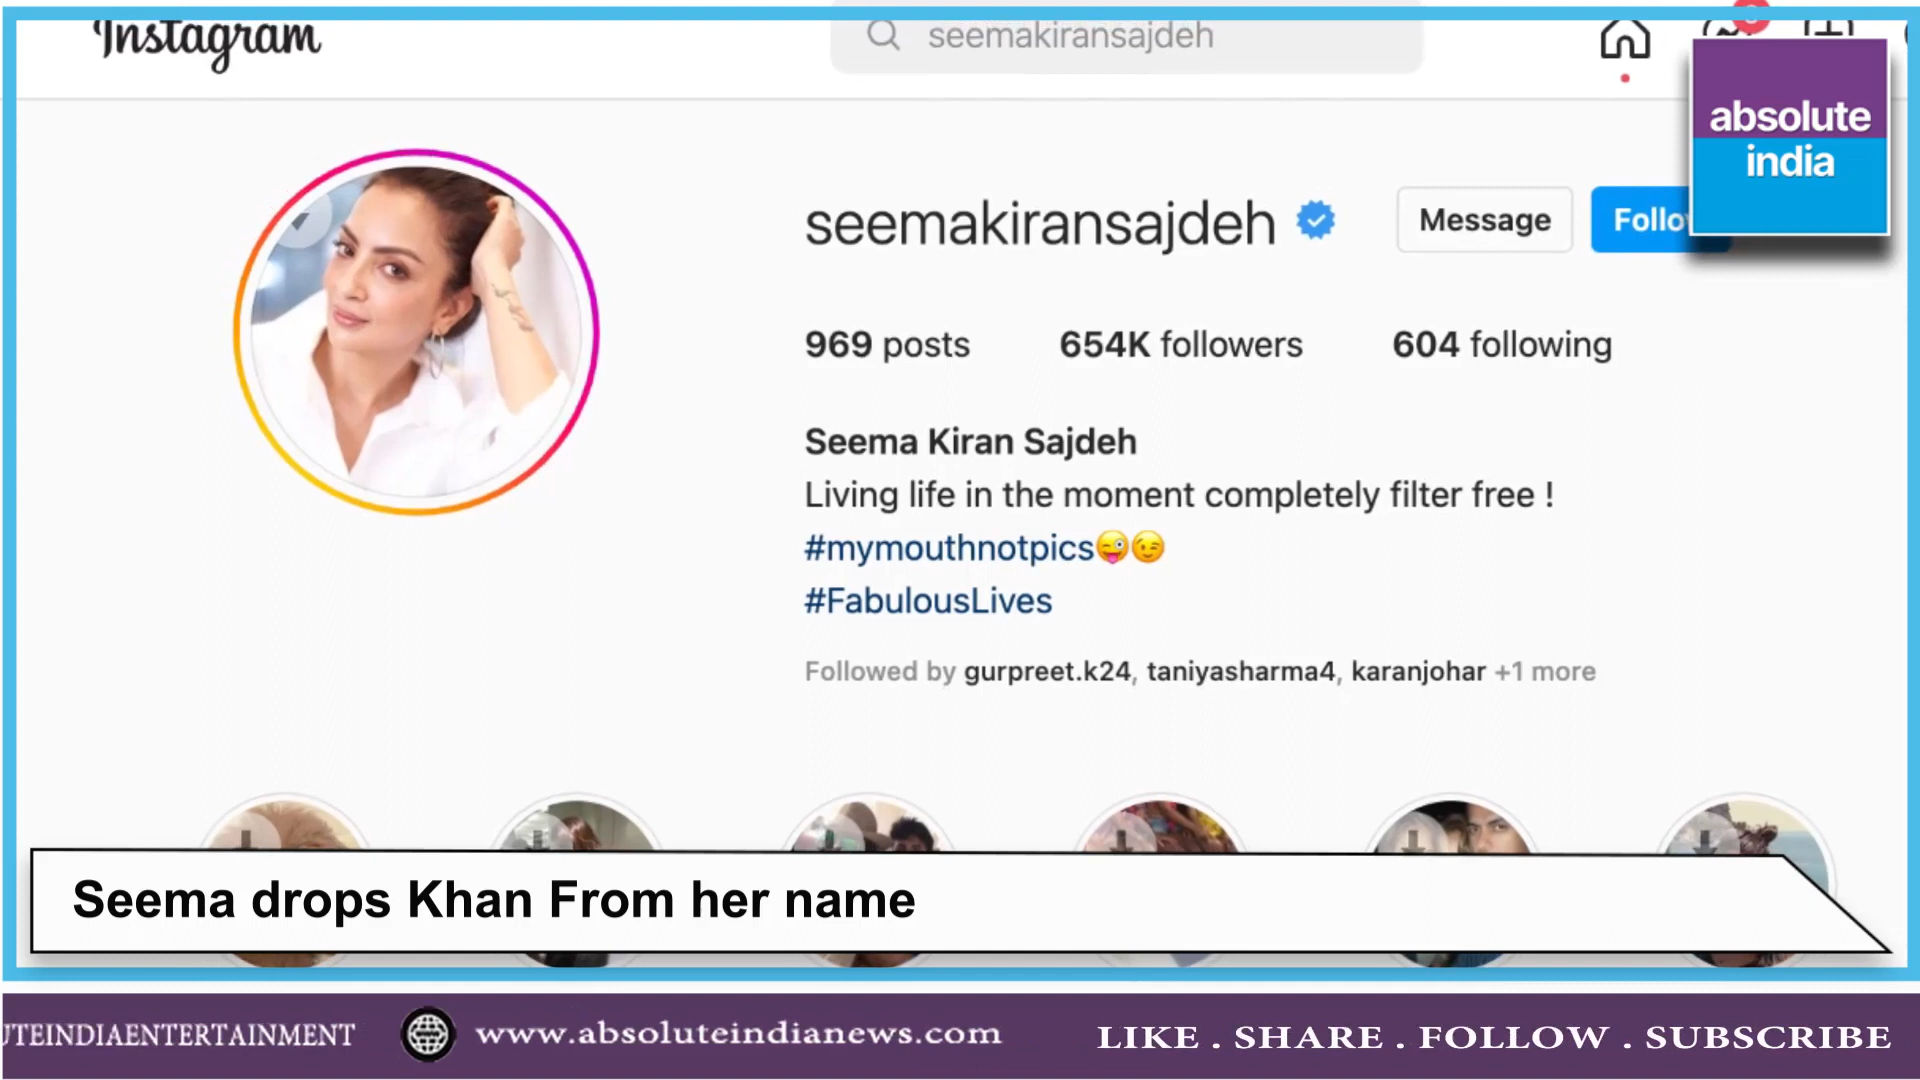 Instagram
seemakiransajdeh
absolute
india
seemakiransajdeh
Message
Follo
969 posts 654K followers 604 following
Seema Kiran Sajdeh
Living life in the moment completely filter free !
#mymouthnotpics😜😉
#FabulousLives
Followed by gurpreet.k24, taniyasharma4, karanjohar +1 more
Seema drops Khan From her name
UTEINDIAENTERTAINMENT www.absoluteindianews.com LIKE . SHARE . FOLLOW . SUBSCRIBE